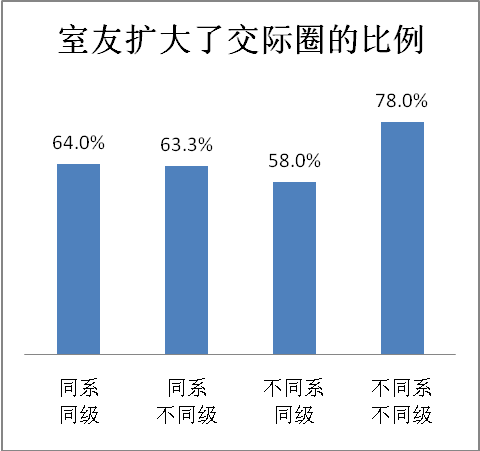 室友扩大了交际圈的比例
64.0%
63.3%
58.0%
78.0%
同系
同级
同系
不同级
不同系
同级
不同系
不同级